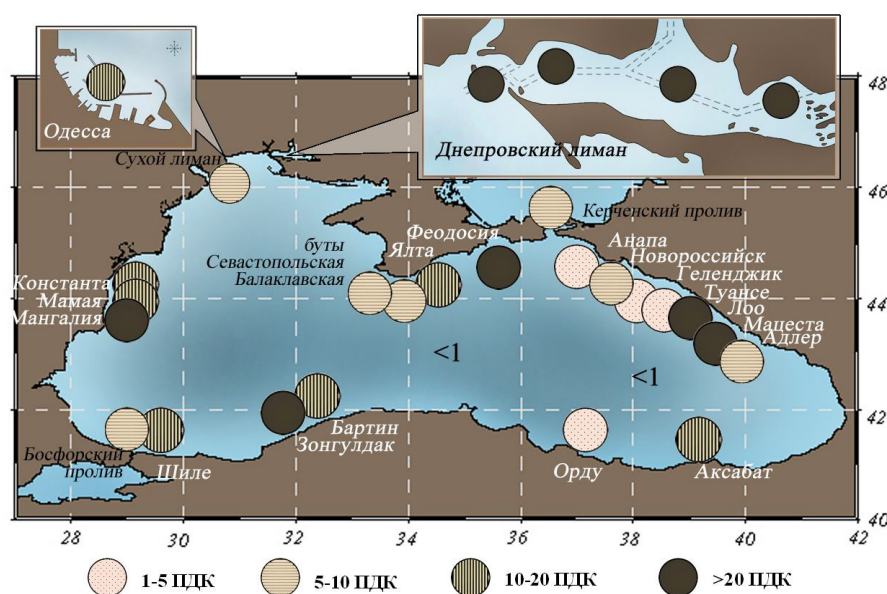 Одесса
Днепровский лиман
Сухой лиман
48
46
44
42
40
Керченский пролив
Феодосия
Ялта
буты
Севастопольская
Балаклавская
Анапа
Новороссийск
Геленджик
Туапсе
Лоо
Мацеста
Адлер
Константа
Мамая
Мангалия
<1
<1
Босфорский
пролив
Шиле
Бартин
Зонгулдак
Орду
Аксабат
28 30 32 34 36 38 40 42
1-5 ПДК 5-10 ПДК 10-20 ПДК >20 ПДК